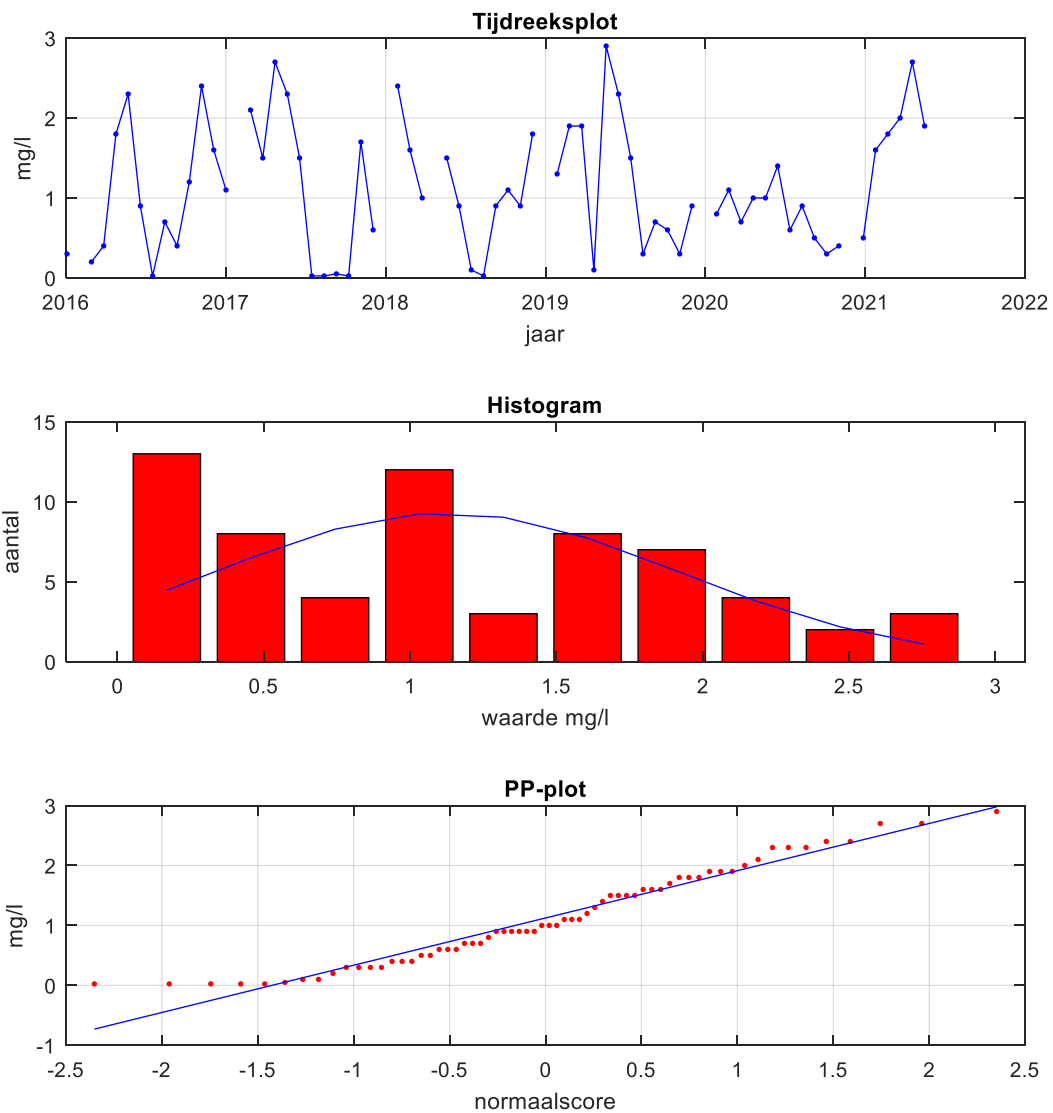 Tijdreeksplot
3
2
1
0
mg/l
2016 2017 2018 2019 2020 2021 2022
jaar
Histogram
15
10
5
0
aantal
0 0.5 1 1.5 2 2.5 3
waarde mg/l
PP-plot
3
2
1
0
-1
mg/l
-2.5 -2 -1.5 -1 -0.5 0 0.5 1 1.5 2 2.5
normaalscore